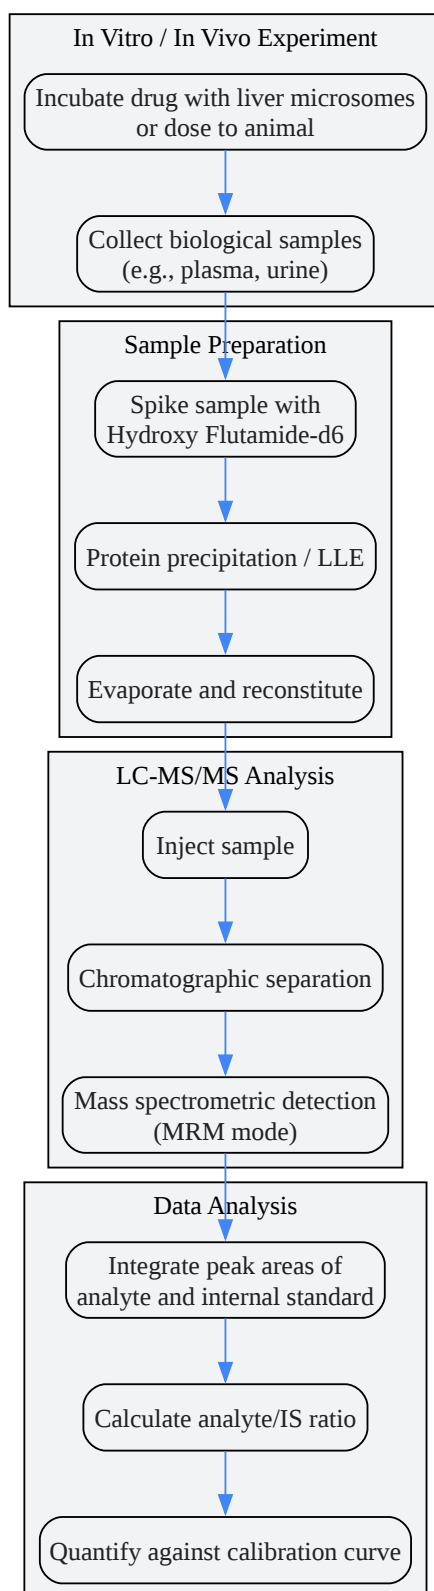 In Vitro / In Vivo Experiment
Incubate drug with liver microsomes
or dose to animal
Collect biological samples
(e.g., plasma, urine)
Sample Preparation
Spike sample with
Hydroxy Flutamide-d6
Protein precipitation / LLE
Evaporate and reconstitute
LC-MS/MS Analysis
Inject sample
Chromatographic separation
Mass spectrometric detection
(MRM mode)
Data Analysis
Integrate peak areas of
analyte and internal standard
Calculate analyte/IS ratio
Quantify against calibration curve